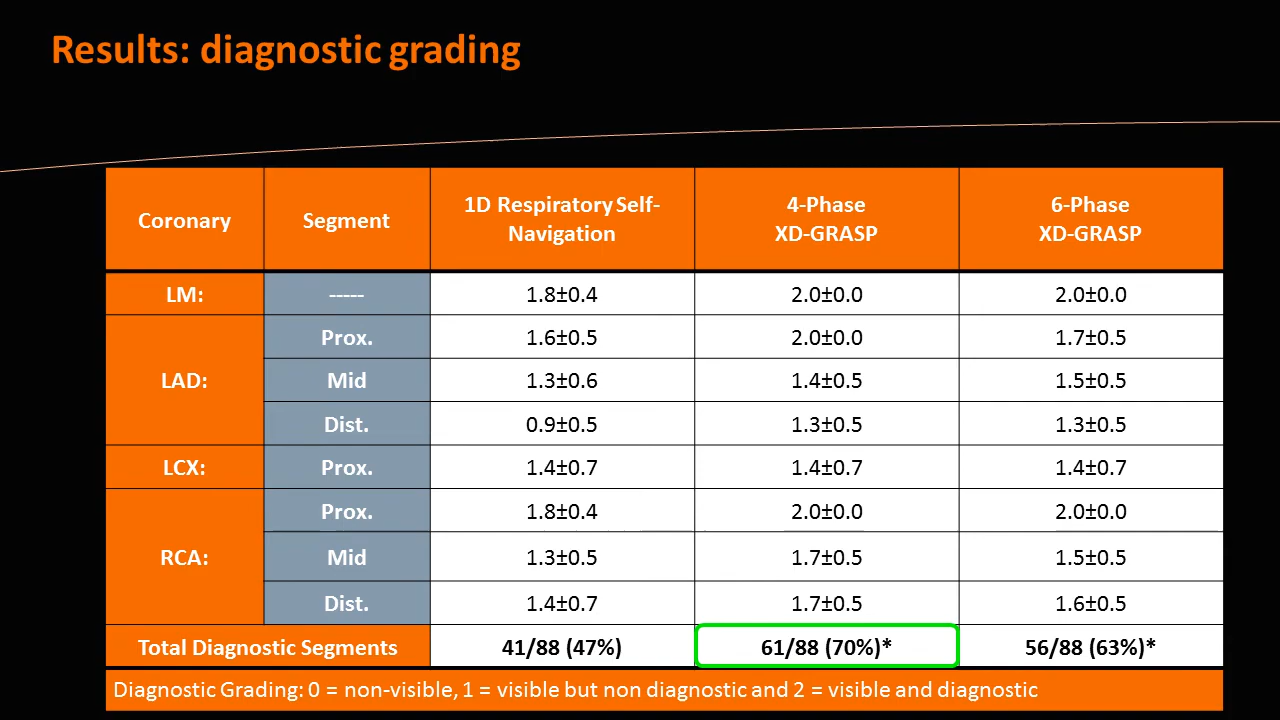 Results: diagnostic grading
Coronary Segment 1D Respiratory Self-Navigation 4-Phase XD-GRASP 6-Phase XD-GRASP
LM: ----- 1.8±0.4 2.0±0.0 2.0±0.0
LAD: Prox. 1.6±0.5 2.0±0.0 1.7±0.5
Mid 1.3±0.6 1.4±0.5 1.5±0.5
Dist. 0.9±0.5 1.3±0.5 1.3±0.5
LCX: Prox. 1.4±0.7 1.4±0.7 1.4±0.7
RCA: Prox. 1.8±0.4 2.0±0.0 2.0±0.0
Mid 1.3±0.5 1.7±0.5 1.5±0.5
Dist. 1.4±0.7 1.7±0.5 1.6±0.5
Total Diagnostic Segments 41/88 (47%) 61/88 (70%)* 56/88 (63%)*
Diagnostic Grading: 0 = non-visible, 1 = visible but non diagnostic and 2 = visible and diagnostic